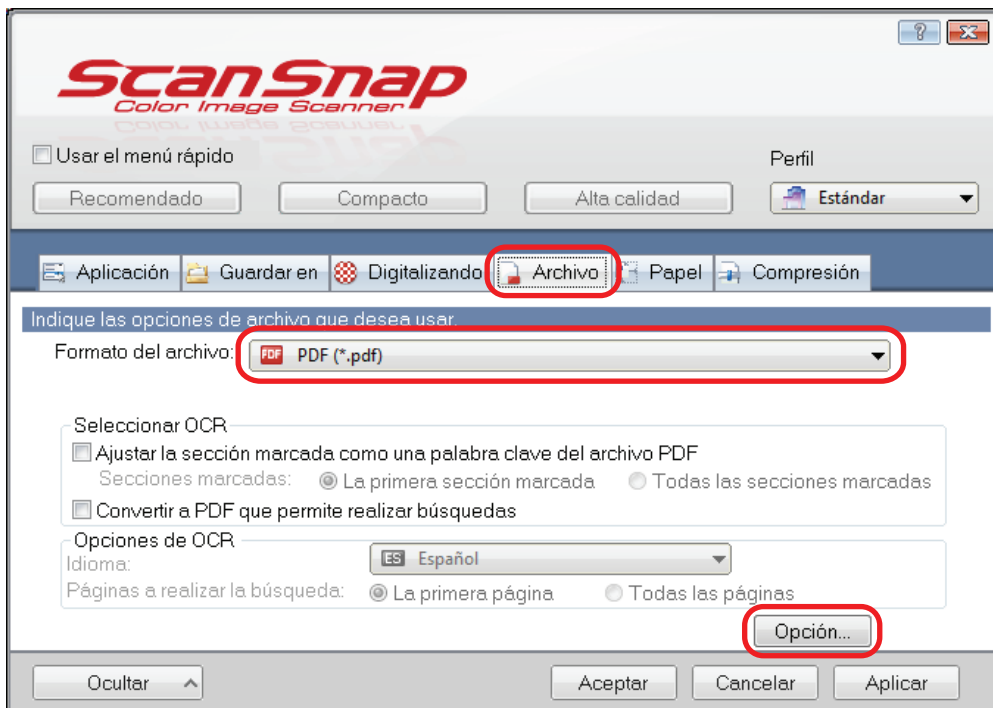 ScanSnap
Color Image Scanner
Usar el menú rápido
Perfil
Recomendado Compacto Alta calidad Estándar
Aplicación Guardar en Digitalizando Archivo Papel Compresión
Indique las opciones de archivo que desea usar.
Formato del archivo: PDF PDF (*.pdf)
Seleccionar OCR
Ajustar la sección marcada como una palabra clave del archivo PDF
Secciones marcadas: La primera sección marcada Todas las secciones marcadas
Convertir a PDF que permite realizar búsquedas
Opciones de OCR
Idioma: ES Español
Páginas a realizar la búsqueda: La primera página Todas las páginas
Opción...
Ocultar Aceptar Cancelar Aplicar